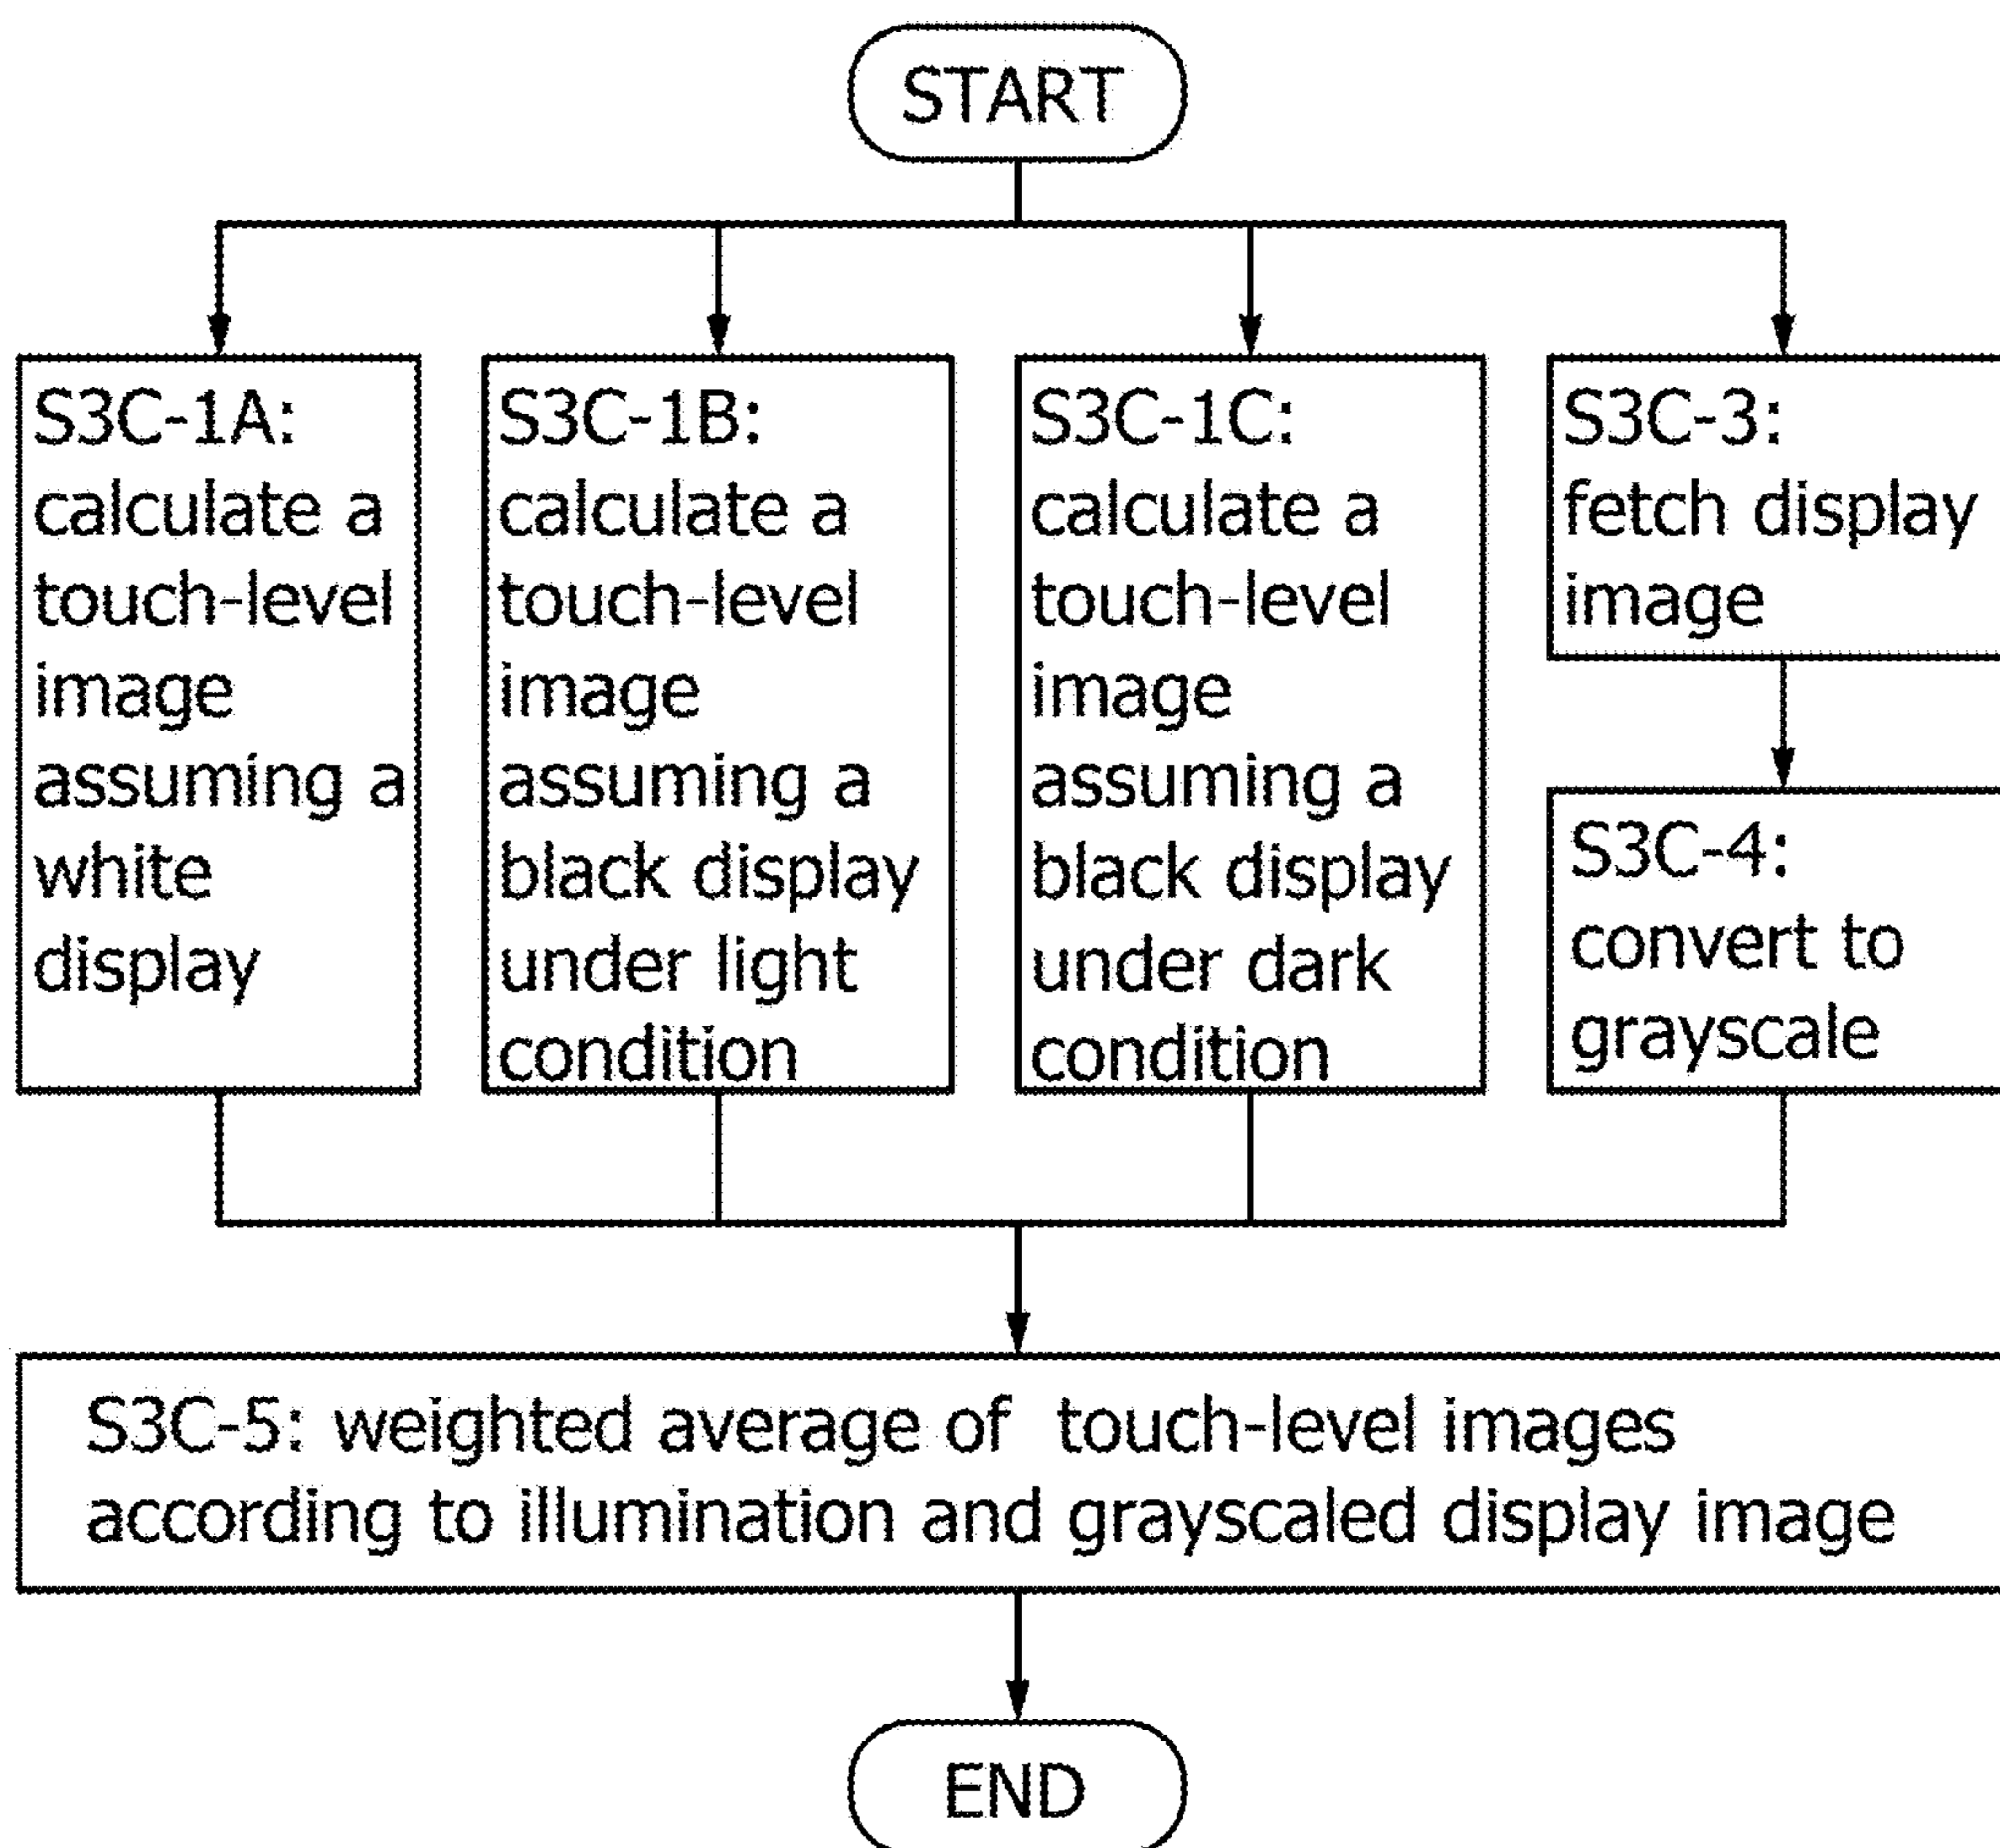 START
S3C-1A:
calculate a
touch-level
image
assuming a
white
display
S3C-1B:
calculate a
touch-level
image
assuming a
black display
under light
condition
S3C-1C:
calculate a
touch-level
image
assuming a
black display
under dark
condition
S3C-3:
fetch display
image
S3C-4:
convert to
grayscale
S3C-5: weighted average of touch-level images
according to illumination and grayscaled display image
END